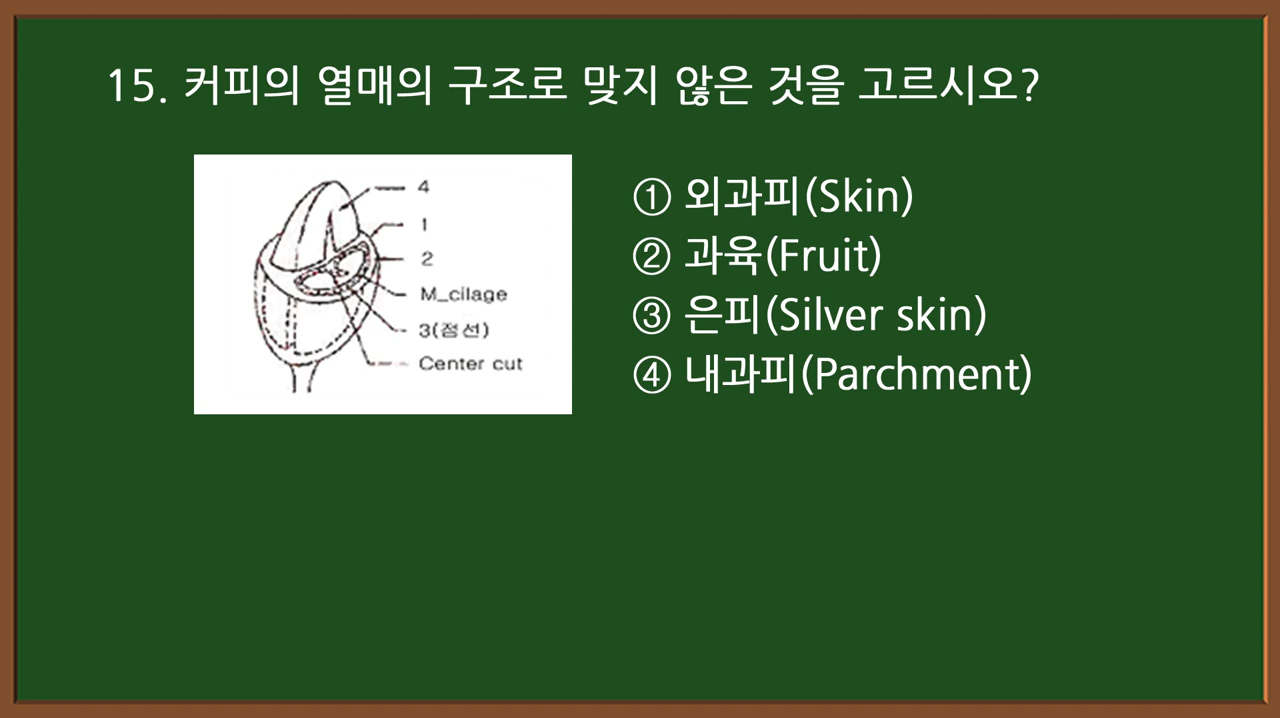 15. 커피의 열매의 구조로 맞지 않은 것을 고르시오?
4
1
2
M_cilage
3(점선)
Center cut
① 외과피(Skin)
② 과육(Fruit)
③ 은피(Silver skin)
④ 내과피(Parchment)